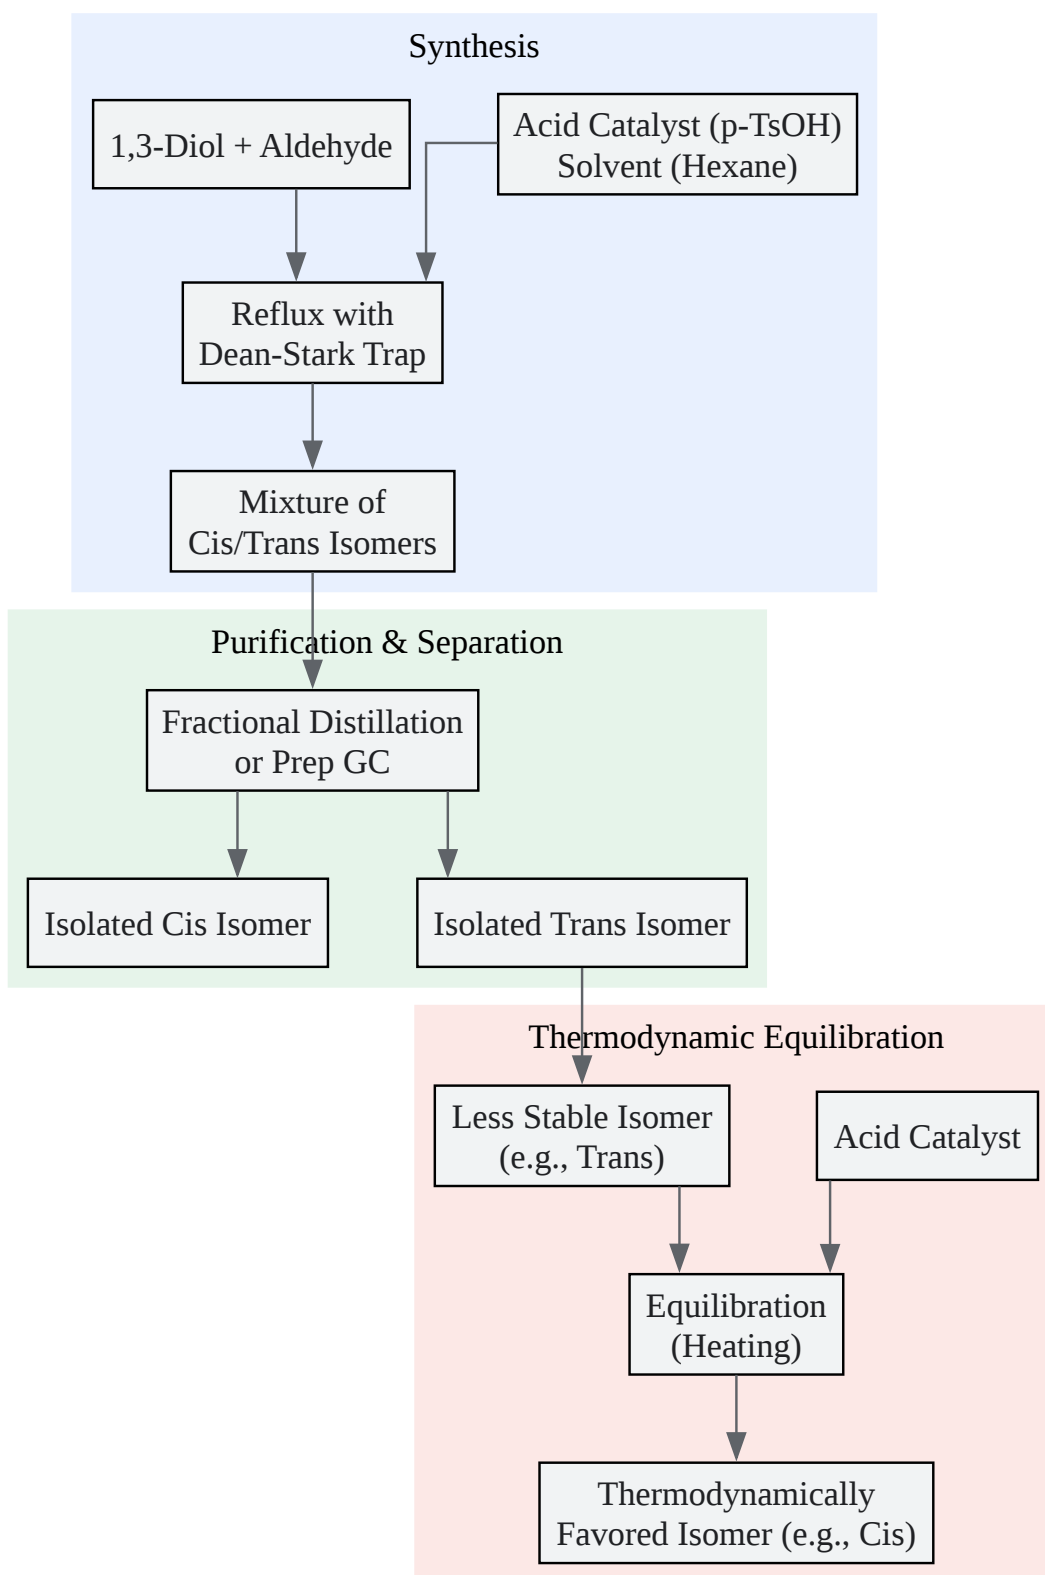 Synthesis
1,3-Diol + Aldehyde
Acid Catalyst (p-TsOH)
Solvent (Hexane)
Reflux with
Dean-Stark Trap
Mixture of
Cis/Trans Isomers
Purification & Separation
Fractional Distillation
or Prep GC
Isolated Cis Isomer
Isolated Trans Isomer
Thermodynamic Equilibration
Less Stable Isomer
(e.g., Trans)
Acid Catalyst
Equilibration
(Heating)
Thermodynamically
Favored Isomer (e.g., Cis)